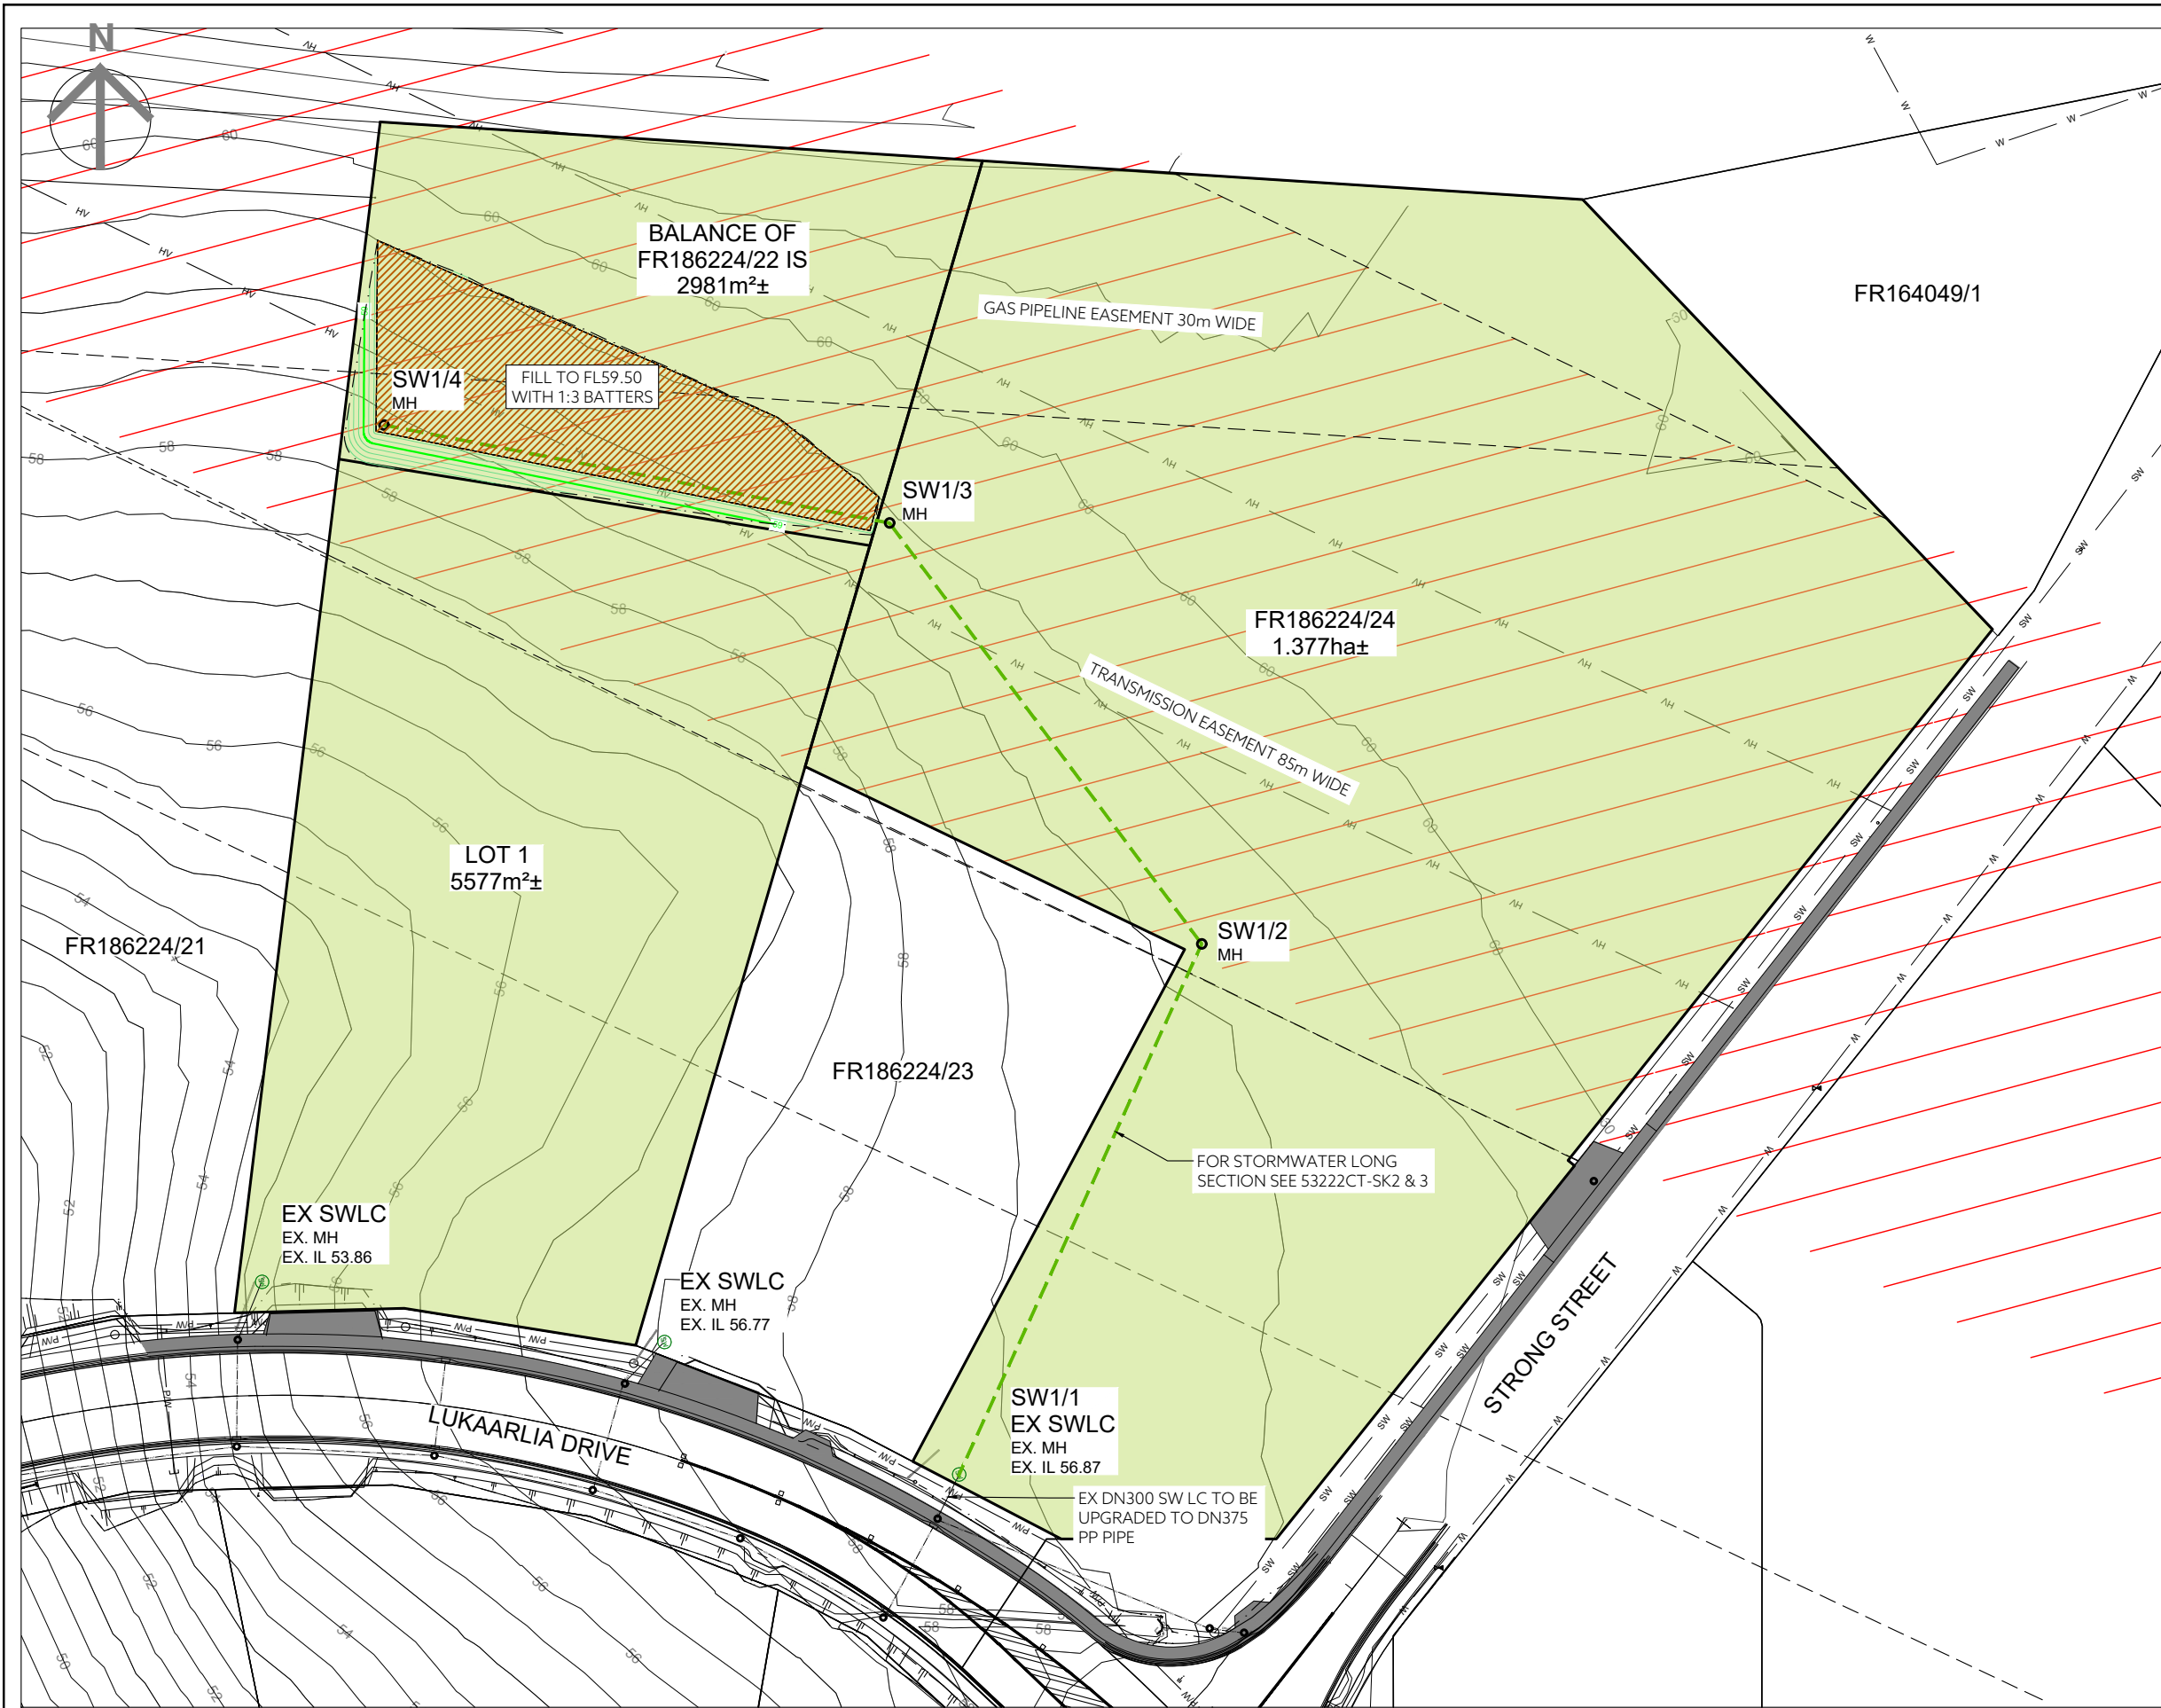 N
BALANCE OF
FR186224/22 IS
2981m²±
FR164049/1
GAS PIPELINE EASEMENT 30m WIDE
SW1/4
MH
FILL TO FL59.50
WITH 1:3 BATTERS
SW1/3
MH
FR186224/24
1.377ha±
TRANSMISSION EASEMENT 85m WIDE
LOT 1
5577m²±
FR186224/21
SW1/2
MH
FR186224/23
FOR STORMWATER LONG
SECTION SEE 53222CT-SK2 & 3
EX SWLC
EX. MH
EX. IL 53.86
EX SWLC
EX. MH
EX. IL 56.77
STRONG STREET
LUKAARLIA DRIVE
SW1/1
EX SWLC
EX. MH
EX. IL 56.87
EX DN300 SW LC TO BE
UPGRADED TO DN375
PP PIPE